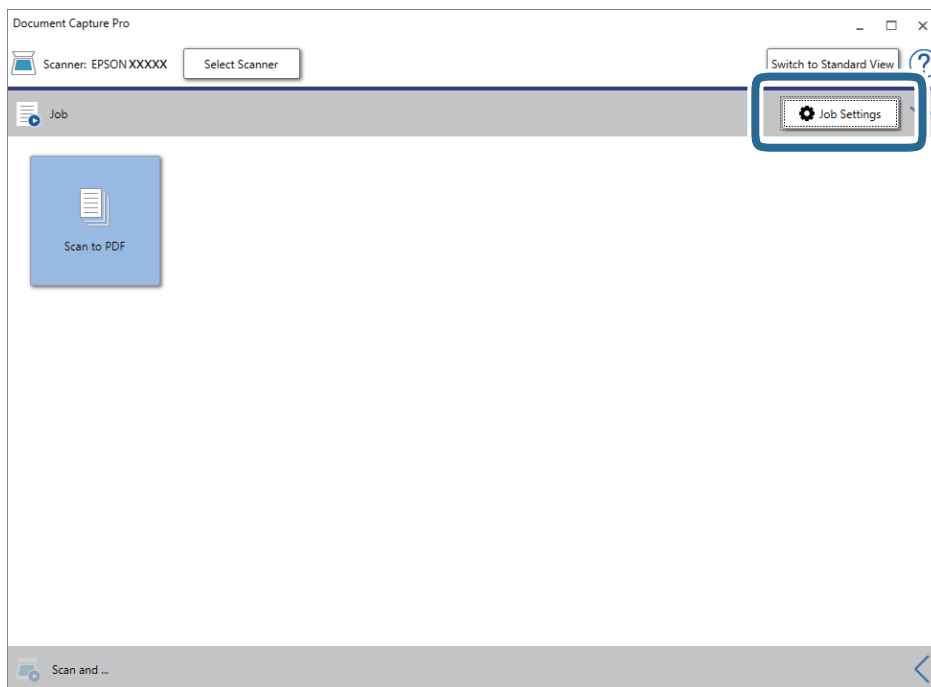 Document Capture Pro
Scanner: EPSON XXXXX
Select Scanner
Switch to Standard View
?
Job
Job Settings
Scan to PDF
Scan and ...